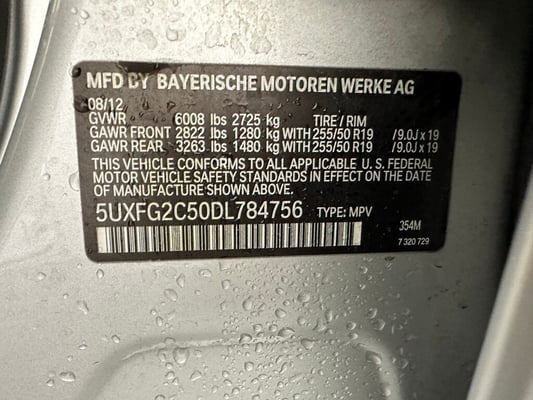 MFD BY BAYERISCHE MOTOREN WERKE AG
08/12
GVWR 6008 lbs 2725 kg TIRE / RIM
GAWR FRONT 2822 lbs 1280 kg WITH 255/50 R19 /9.0J x 19
GAWR REAR 3263 lbs 1480 kg WITH 255/50 R19 /9.0J x 19
THIS VEHICLE CONFORMS TO ALL APPLICABLE U. S. FEDERAL
MOTOR VEHICLE SAFETY STANDARDS IN EFFECT ON THE DATE
OF MANUFACTURE SHOWN ABOVE.
5UXFG2C50DL784756 TYPE: MPV
354M
7 320 729